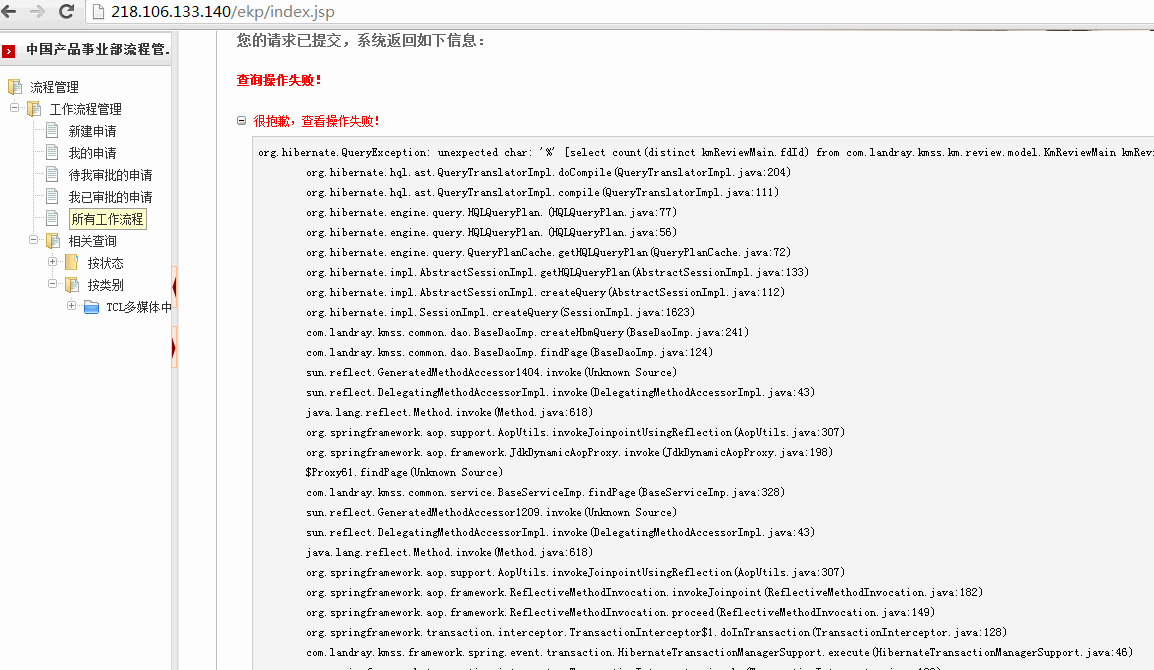 218.106.133.140/ekp/index.jsp
中国产品事业部流程管.
流程管理
工作流程管理
新建申请
我的申请
待我审批的申请
我已审批的申请
所有工作流程
相关查询
按状态
按类别
TCL多媒体中
您的请求已提交，系统返回如下信息：
查询操作失败！
很抱歉，查看操作失败！
org.hibernate.QueryException: unexpected char: '%' [select count(distinct kmReviewMain.fdId) from com.landray.kmss.km.review.model.KmReviewMain kmRevi
org.hibernate.hql.ast.QueryTranslatorImpl.doCompile(QueryTranslatorImpl.java:204)
org.hibernate.hql.ast.QueryTranslatorImpl.compile(QueryTranslatorImpl.java:111)
org.hibernate.engine.query.HQLQueryPlan.(HQLQueryPlan.java:77)
org.hibernate.engine.query.HQLQueryPlan.(HQLQueryPlan.java:56)
org.hibernate.engine.query.QueryPlanCache.getHQLQueryPlan(QueryPlanCache.java:72)
org.hibernate.impl.AbstractSessionImpl.getHQLQueryPlan(AbstractSessionImpl.java:133)
org.hibernate.impl.AbstractSessionImpl.createQuery(AbstractSessionImpl.java:112)
org.hibernate.impl.SessionImpl.createQuery(SessionImpl.java:1623)
com.landray.kmss.common.dao.BaseDaoImp.createHbmQuery(BaseDaoImp.java:241)
com.landray.kmss.common.dao.BaseDaoImp.findPage(BaseDaoImp.java:124)
sun.reflect.GeneratedMethodAccessor1404.invoke(Unknown Source)
sun.reflect.DelegatingMethodAccessorImpl.invoke(DelegatingMethodAccessorImpl.java:43)
java.lang.reflect.Method.invoke(Method.java:618)
org.springframework.aop.support.AopUtils.invokeJoinpointUsingReflection(AopUtils.java:307)
org.springframework.aop.framework.JdkDynamicAopProxy.invoke(JdkDynamicAopProxy.java:198)
$Proxy61.findPage(Unknown Source)
com.landray.kmss.common.service.BaseServiceImp.findPage(BaseServiceImp.java:328)
sun.reflect.GeneratedMethodAccessor1209.invoke(Unknown Source)
sun.reflect.DelegatingMethodAccessorImpl.invoke(DelegatingMethodAccessorImpl.java:43)
java.lang.reflect.Method.invoke(Method.java:618)
org.springframework.aop.support.AopUtils.invokeJoinpointUsingReflection(AopUtils.java:307)
org.springframework.aop.framework.ReflectiveMethodInvocation.invokeJoinpoint(ReflectiveMethodInvocation.java:182)
org.springframework.aop.framework.ReflectiveMethodInvocation.proceed(ReflectiveMethodInvocation.java:149)
org.springframework.transaction.interceptor.TransactionInterceptor$1.doInTransaction(TransactionInterceptor.java:128)
com.landray.kmss.framework.spring.event.transaction.HibernateTransactionManagerSupport.execute(HibernateTransactionManagerSupport.java:46)